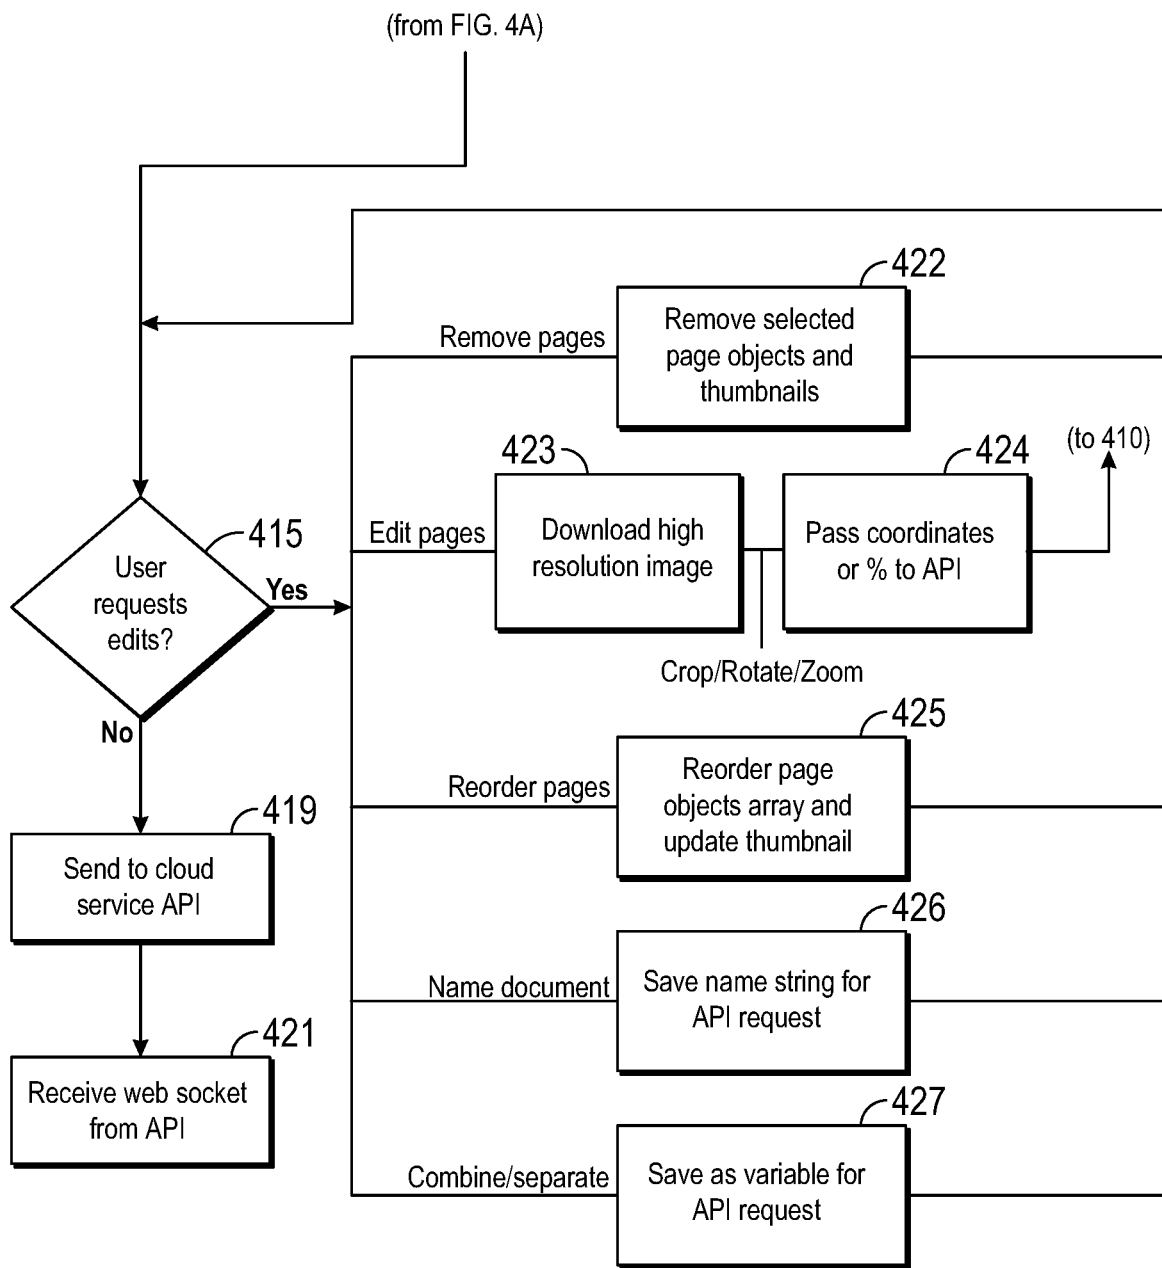 (from FIG. 4A)
422
Remove pages
Remove selected
page objects and
thumbnails
(to 410)
423
424
415
Edit pages
Download high
resolution image
Pass coordinates
or % to API
User
requests
edits?
Yes
Crop/Rotate/Zoom
No
425
Reorder pages
Reorder page
objects array and
update thumbnail
419
Send to cloud
service API
426
Name document
Save name string for
API request
421
Receive web socket
from API
427
Combine/separate
Save as variable for
API request